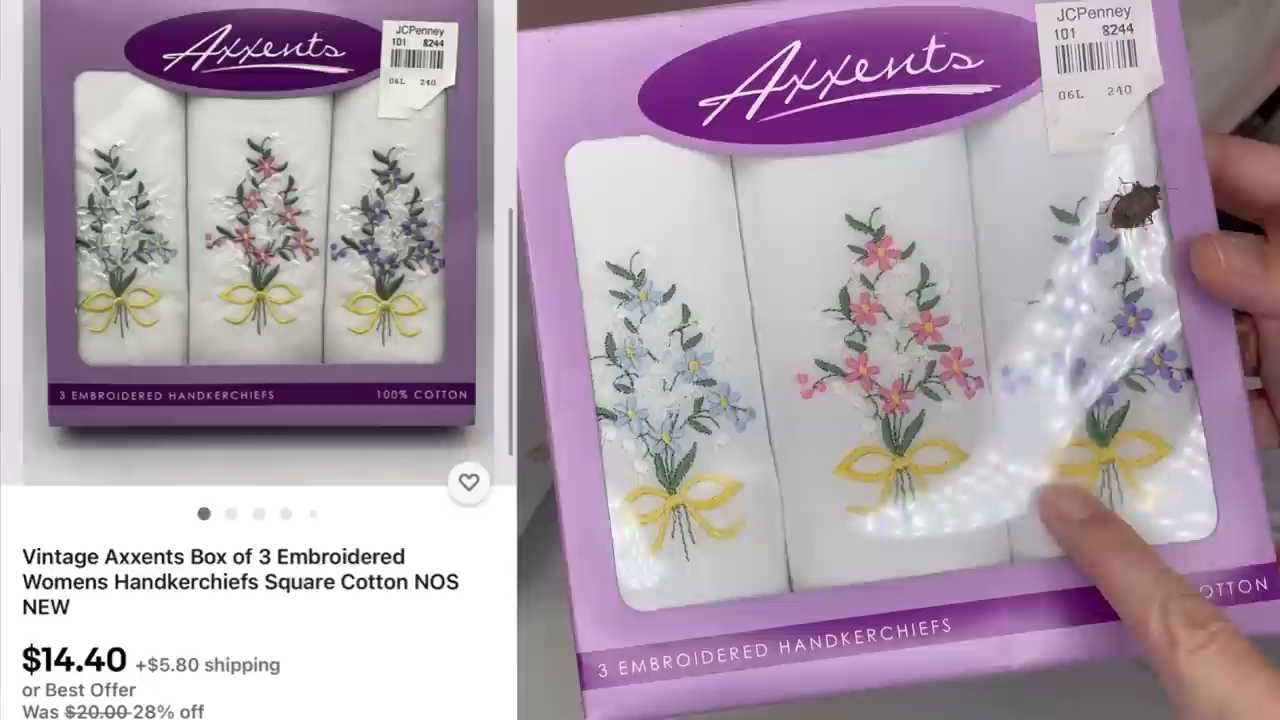 Axxents
JCPenney
101 8244
06L 240
3 EMBROIDERED HANDKERCHIEFS 100% COTTON
Vintage Axxents Box of 3 Embroidered
Womens Handkerchiefs Square Cotton NOS
NEW
$14.40 +$5.80 shipping
or Best Offer
Was $20.00 28% off
Axxents
JCPenney
101 8244
06L 240
3 EMBROIDERED HANDKERCHIEFS
OTTON